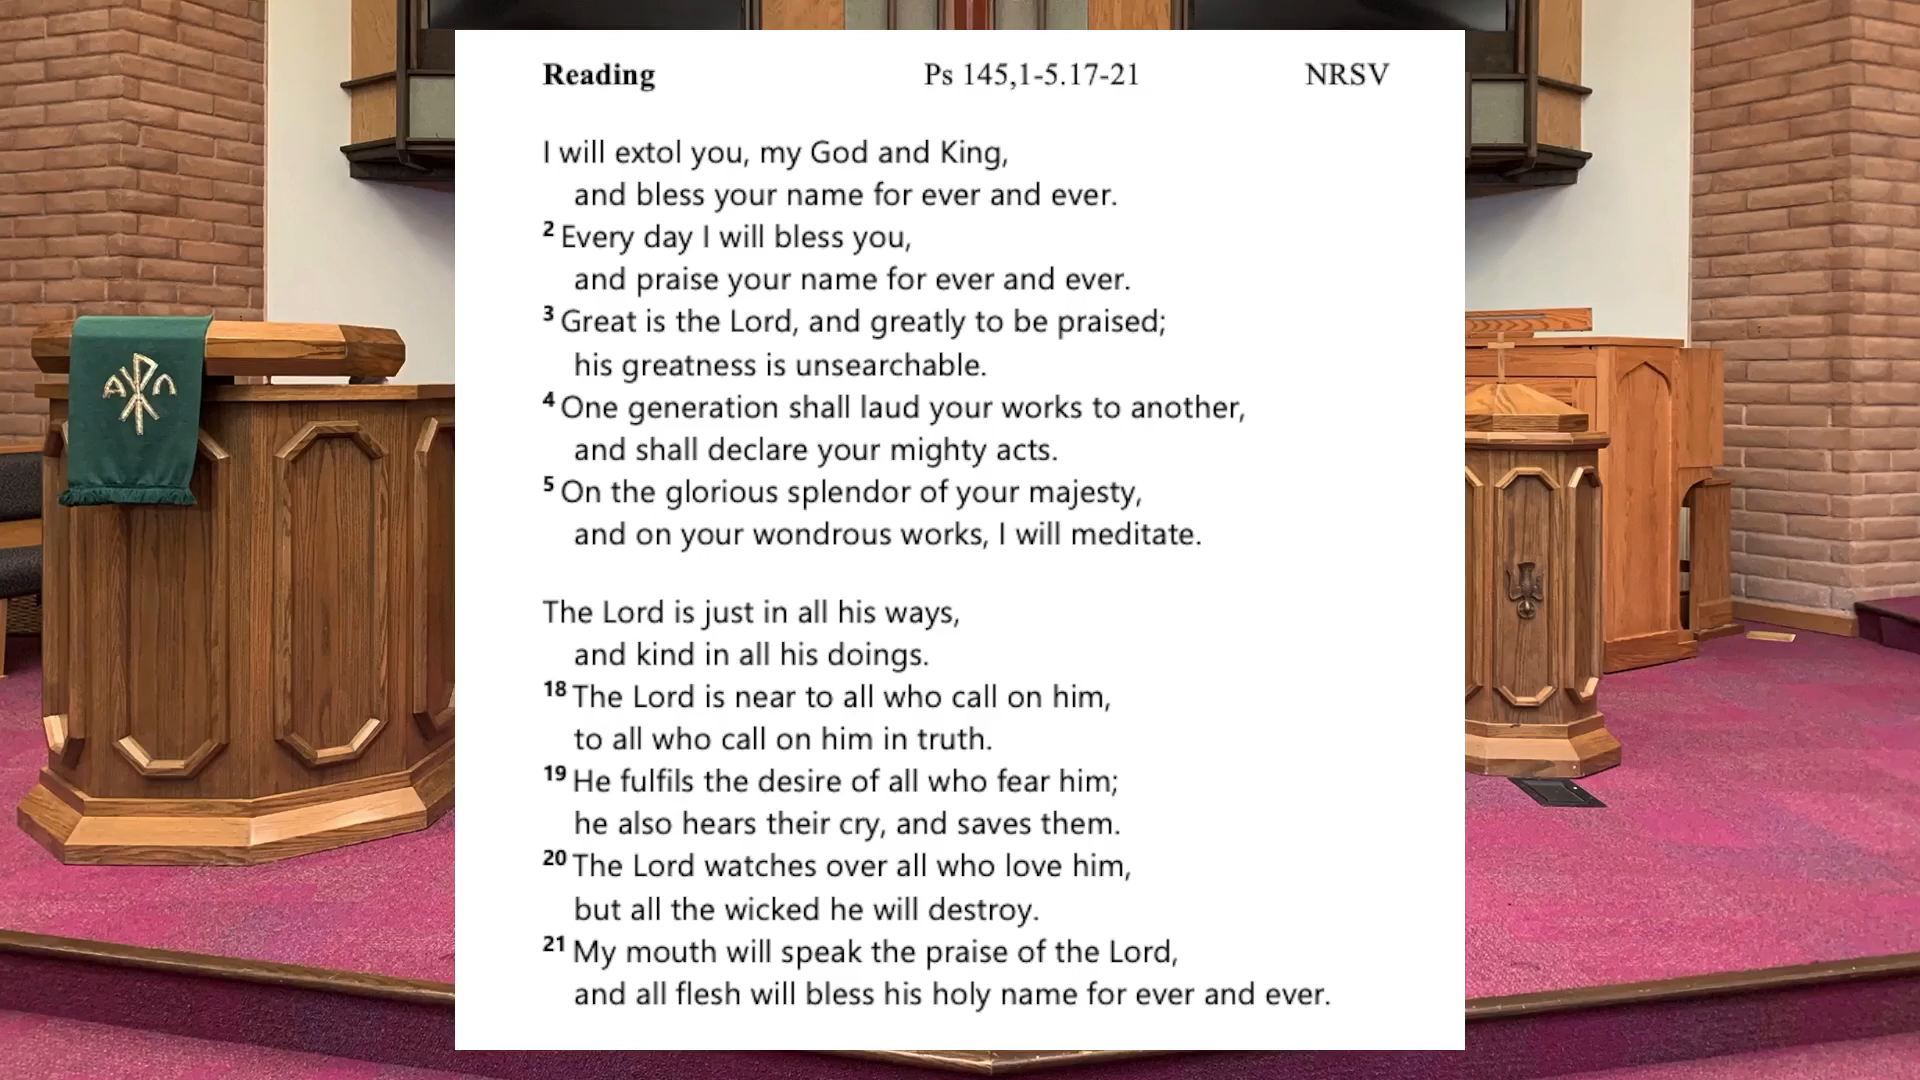 Reading Ps 145,1-5.17-21 NRSV
I will extol you, my God and King,
and bless your name for ever and ever.
2 Every day I will bless you,
and praise your name for ever and ever.
3 Great is the Lord, and greatly to be praised;
his greatness is unsearchable.
4 One generation shall laud your works to another,
and shall declare your mighty acts.
5 On the glorious splendor of your majesty,
and on your wondrous works, I will meditate.
The Lord is just in all his ways,
and kind in all his doings.
18 The Lord is near to all who call on him,
to all who call on him in truth.
19 He fulfils the desire of all who fear him;
he also hears their cry, and saves them.
20 The Lord watches over all who love him,
but all the wicked he will destroy.
21 My mouth will speak the praise of the Lord,
and all flesh will bless his holy name for ever and ever.